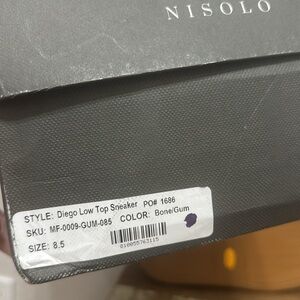 NISOLO
STYLE: Diego Low Top Sneaker PO# 1686
SKU: MF-0009-GUM-085 COLOR: Bone/Gum
SIZE: 8.5
010055763115